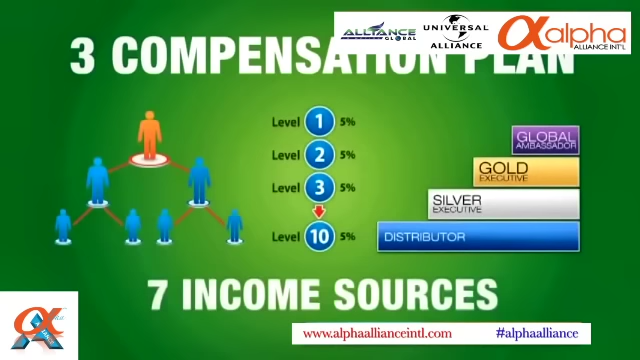 ALLIANCE
GLOBAL
UNIVERSAL
ALLIANCE
alpha
ALLIANCE INT'L
3 COMPENSATION PLAN
Level 1 5%
Level 2 5%
Level 3 5%
Level 10 5%
GLOBAL
AMBASSADOR
GOLD
EXECUTIVE
SILVER
EXECUTIVE
DISTRIBUTOR
7 INCOME SOURCES
www.alphaallianceintl.com #alphaalliance